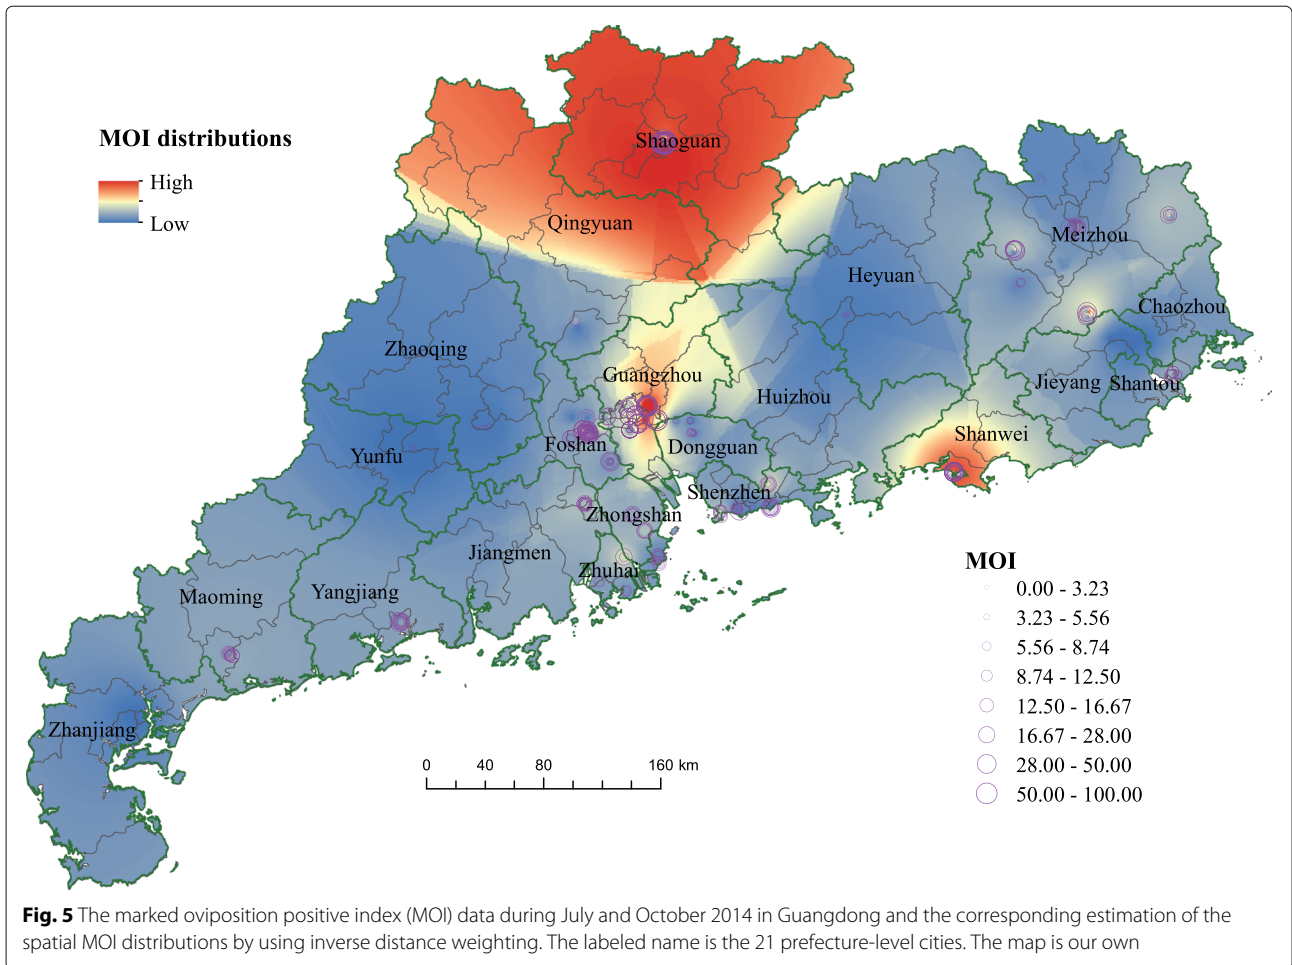 MOI distributions
High
Low
Shaoguan
Qingyuan
Meizhou
Heyuan
Chaozhou
Zhaoqing
Guangzhou
Jieyang
Shantou
Huizhou
Shanwei
Foshan
Dongguan
Yunfu
Shenzhen
Zhongshan
Jiangmen
Zhuhai
Yangjiang
Maoming
Zhanjiang
MOI
0.00 - 3.23
3.23 - 5.56
5.56 - 8.74
8.74 - 12.50
12.50 - 16.67
16.67 - 28.00
28.00 - 50.00
50.00 - 100.00
0 40 80 160 km
Fig. 5 The marked oviposition positive index (MOI) data during July and October 2014 in Guangdong and the corresponding estimation of the
spatial MOI distributions by using inverse distance weighting. The labeled name is the 21 prefecture-level cities. The map is our own